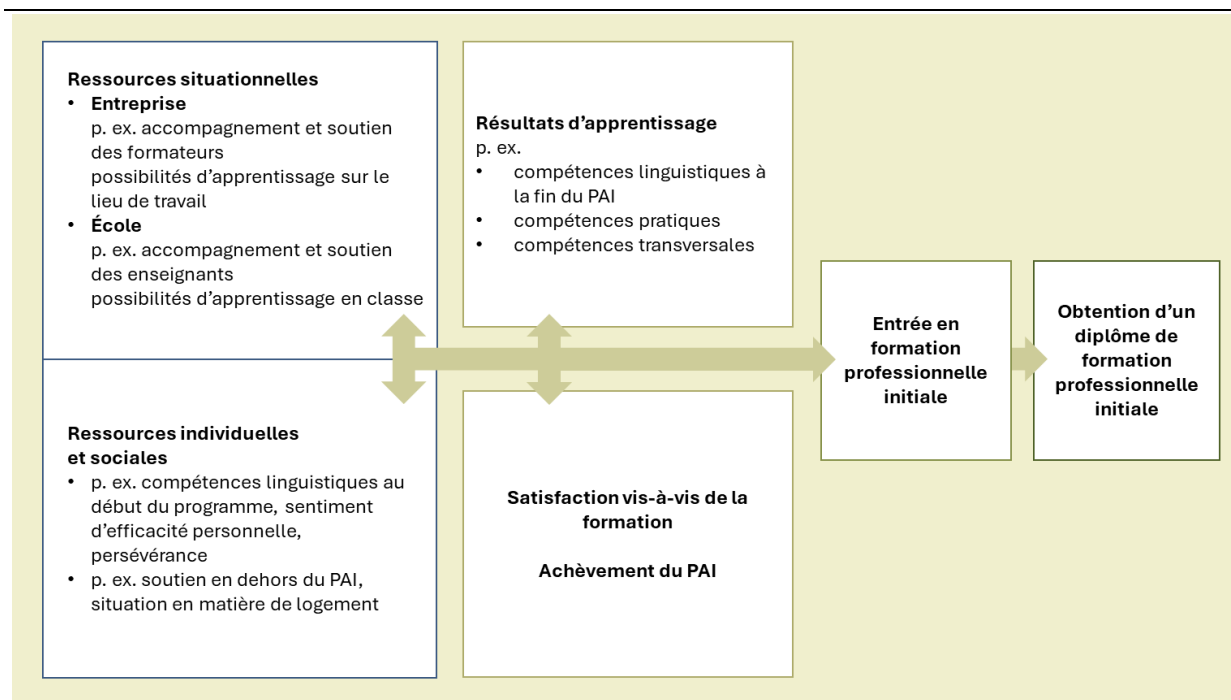 Ressources situationnelles
• Entreprise
p. ex. accompagnement et soutien
des formateurs
possibilités d’apprentissage sur le
lieu de travail
• École
p. ex. accompagnement et soutien
des enseignants
possibilités d’apprentissage en classe
Ressources individuelles
et sociales
• p. ex. compétences linguistiques au
début du programme, sentiment
d’efficacité personnelle,
persévérance
• p. ex. soutien en dehors du PAI,
situation en matière de logement
Résultats d’apprentissage
p. ex.
• compétences linguistiques à
la fin du PAI
• compétences pratiques
• compétences transversales
Satisfaction vis-à-vis de la
formation
Achèvement du PAI
Entrée en
formation
professionnelle
initiale
Obtention d’un
diplôme de
formation
professionnelle
initiale